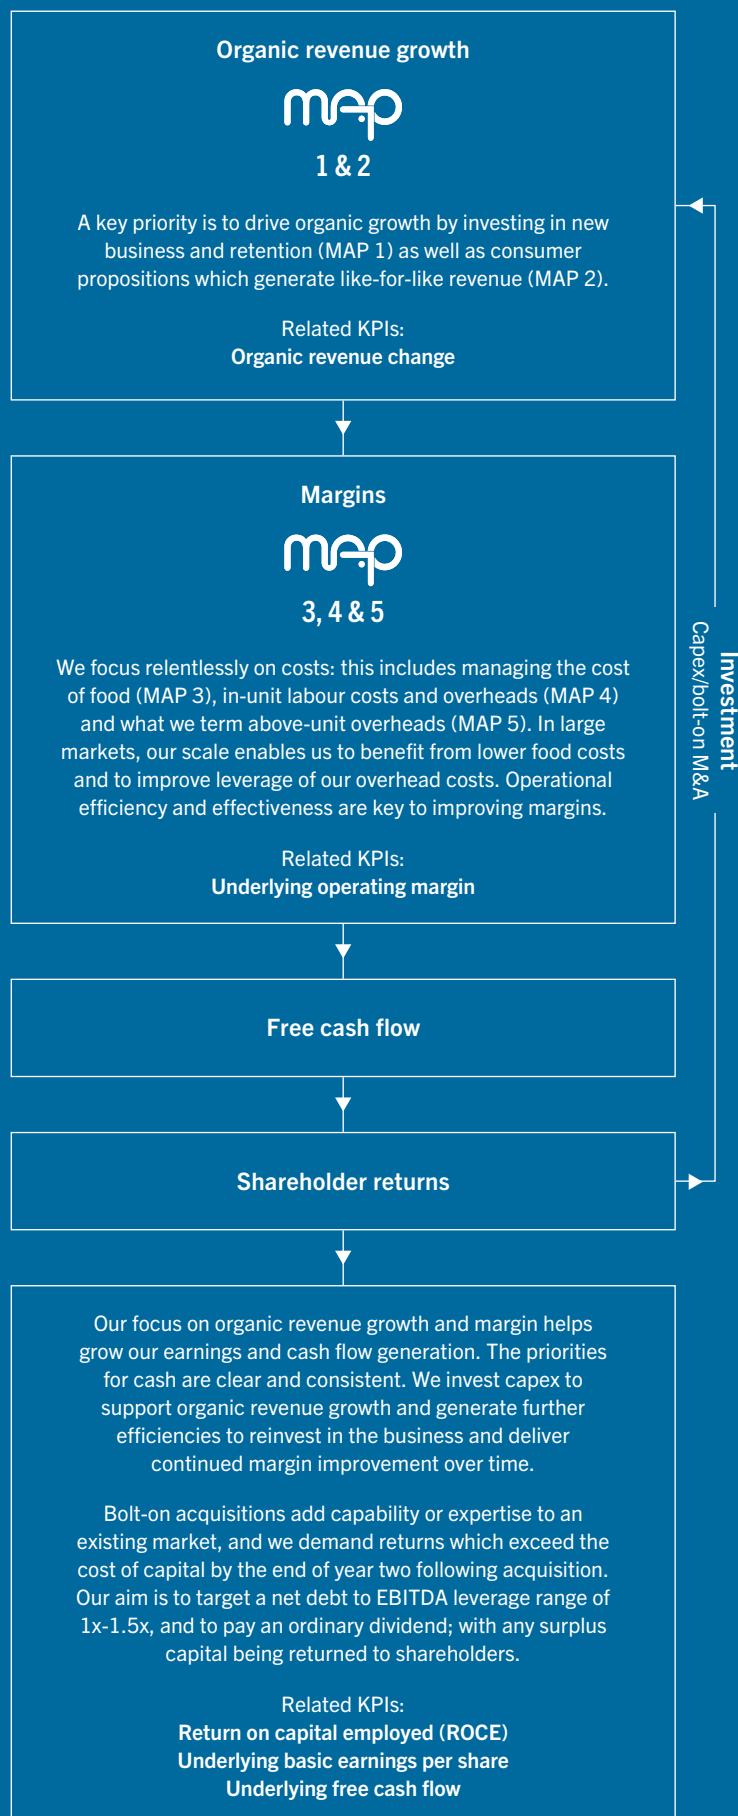 Organic revenue growth
map
1 & 2
A key priority is to drive organic growth by investing in new
business and retention (MAP 1) as well as consumer
propositions which generate like-for-like revenue (MAP 2).
Related KPIs:
Organic revenue change
Margins
map
3, 4 & 5
We focus relentlessly on costs: this includes managing the cost
of food (MAP 3), in-unit labour costs and overheads (MAP 4)
and what we term above-unit overheads (MAP 5). In large
markets, our scale enables us to benefit from lower food costs
and to improve leverage of our overhead costs. Operational
efficiency and effectiveness are key to improving margins.
Related KPIs:
Underlying operating margin
Investment
Capex/bolt-on M&A
Free cash flow
Shareholder returns
Our focus on organic revenue growth and margin helps
grow our earnings and cash flow generation. The priorities
for cash are clear and consistent. We invest capex to
support organic revenue growth and generate further
efficiencies to reinvest in the business and deliver
continued margin improvement over time.
Bolt-on acquisitions add capability or expertise to an
existing market, and we demand returns which exceed the
cost of capital by the end of year two following acquisition.
Our aim is to target a net debt to EBITDA leverage range of
1x-1.5x, and to pay an ordinary dividend; with any surplus
capital being returned to shareholders.
Related KPIs:
Return on capital employed (ROCE)
Underlying basic earnings per share
Underlying free cash flow